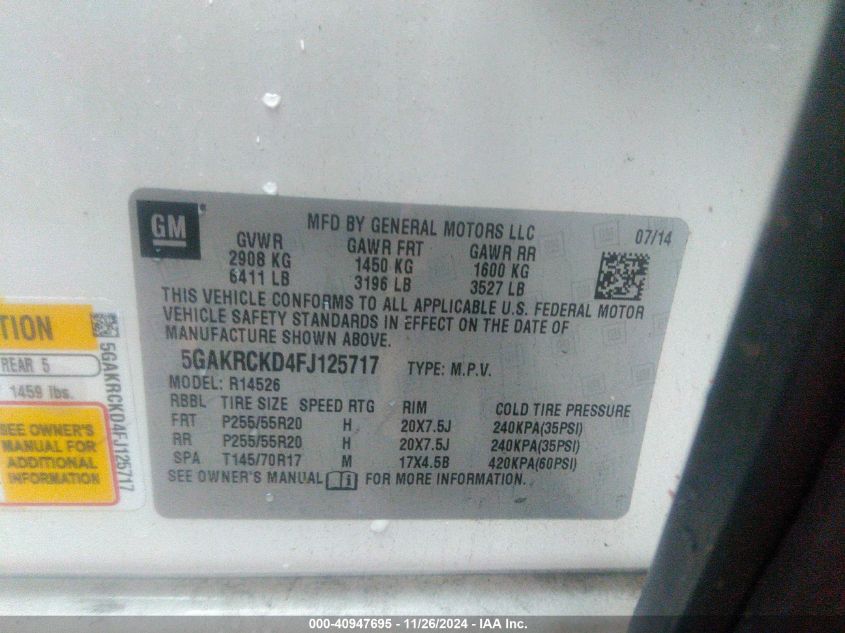 GM
MFD BY GENERAL MOTORS LLC
07/14
GVWR GAWR FRT GAWR RR
2908 KG 1450 KG 1600 KG
6411 LB 3196 LB 3527 LB
THIS VEHICLE CONFORMS TO ALL APPLICABLE U.S. FEDERAL MOTOR
VEHICLE SAFETY STANDARDS IN EFFECT ON THE DATE OF
MANUFACTURE SHOWN ABOVE.
5GAKRCKD4FJ125717 TYPE: M.P.V.
MODEL: R14526
RBBL TIRE SIZE SPEED RTG RIM COLD TIRE PRESSURE
FRT P255/55R20 H 20X7.5J 240KPA(35PSI)
RR P255/55R20 H 20X7.5J 240KPA(35PSI)
SPA T145/70R17 M 17X4.5B 420KPA(60PSI)
SEE OWNER'S MANUAL FOR MORE INFORMATION.
TION
REAR 5
1459 lbs.
SEE OWNER'S
MANUAL FOR
ADDITIONAL
INFORMATION
5GAKRCKD4FJ125717
000-40947695 - 11/26/2024 - IAA Inc.